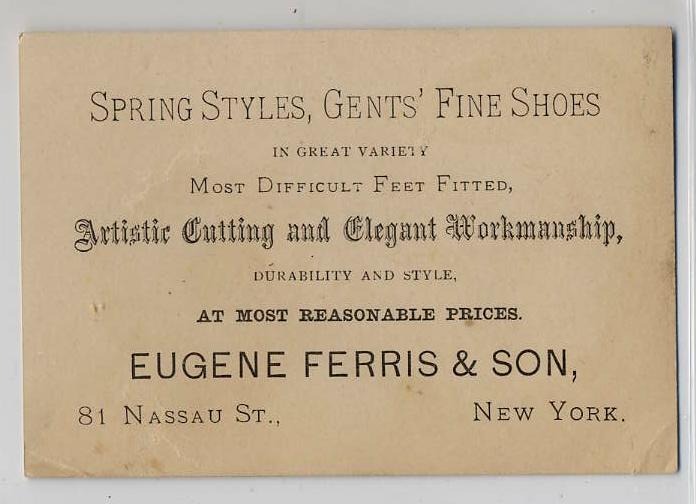 SPRING STYLES, GENTS' FINE SHOES
IN GREAT VARIETY
MOST DIFFICULT FEET FITTED,
Artistic Cutting and Elegant Workmanship,
DURABILITY AND STYLE,
AT MOST REASONABLE PRICES.
EUGENE FERRIS & SON,
81 NASSAU ST., NEW YORK.